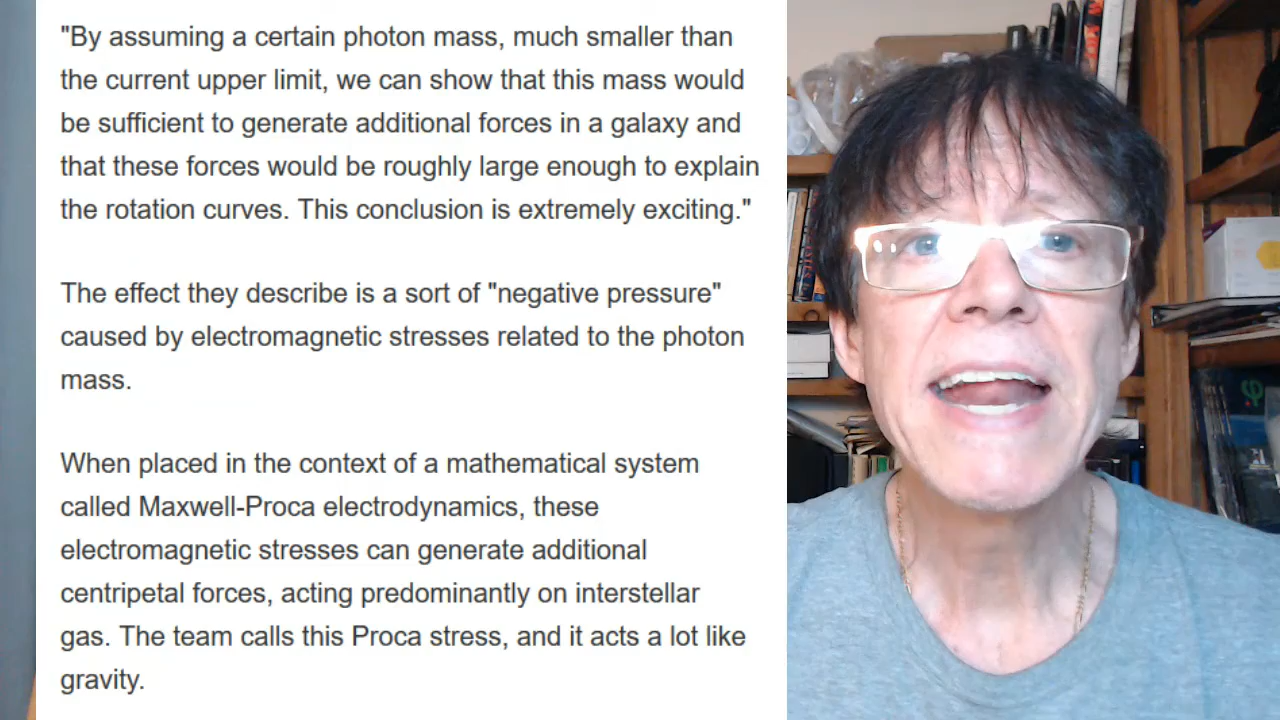 "By assuming a certain photon mass, much smaller than
the current upper limit, we can show that this mass would
be sufficient to generate additional forces in a galaxy and
that these forces would be roughly large enough to explain
the rotation curves. This conclusion is extremely exciting."
The effect they describe is a sort of "negative pressure"
caused by electromagnetic stresses related to the photon
mass.
When placed in the context of a mathematical system
called Maxwell-Proca electrodynamics, these
electromagnetic stresses can generate additional
centripetal forces, acting predominantly on interstellar
gas. The team calls this Proca stress, and it acts a lot like
gravity.